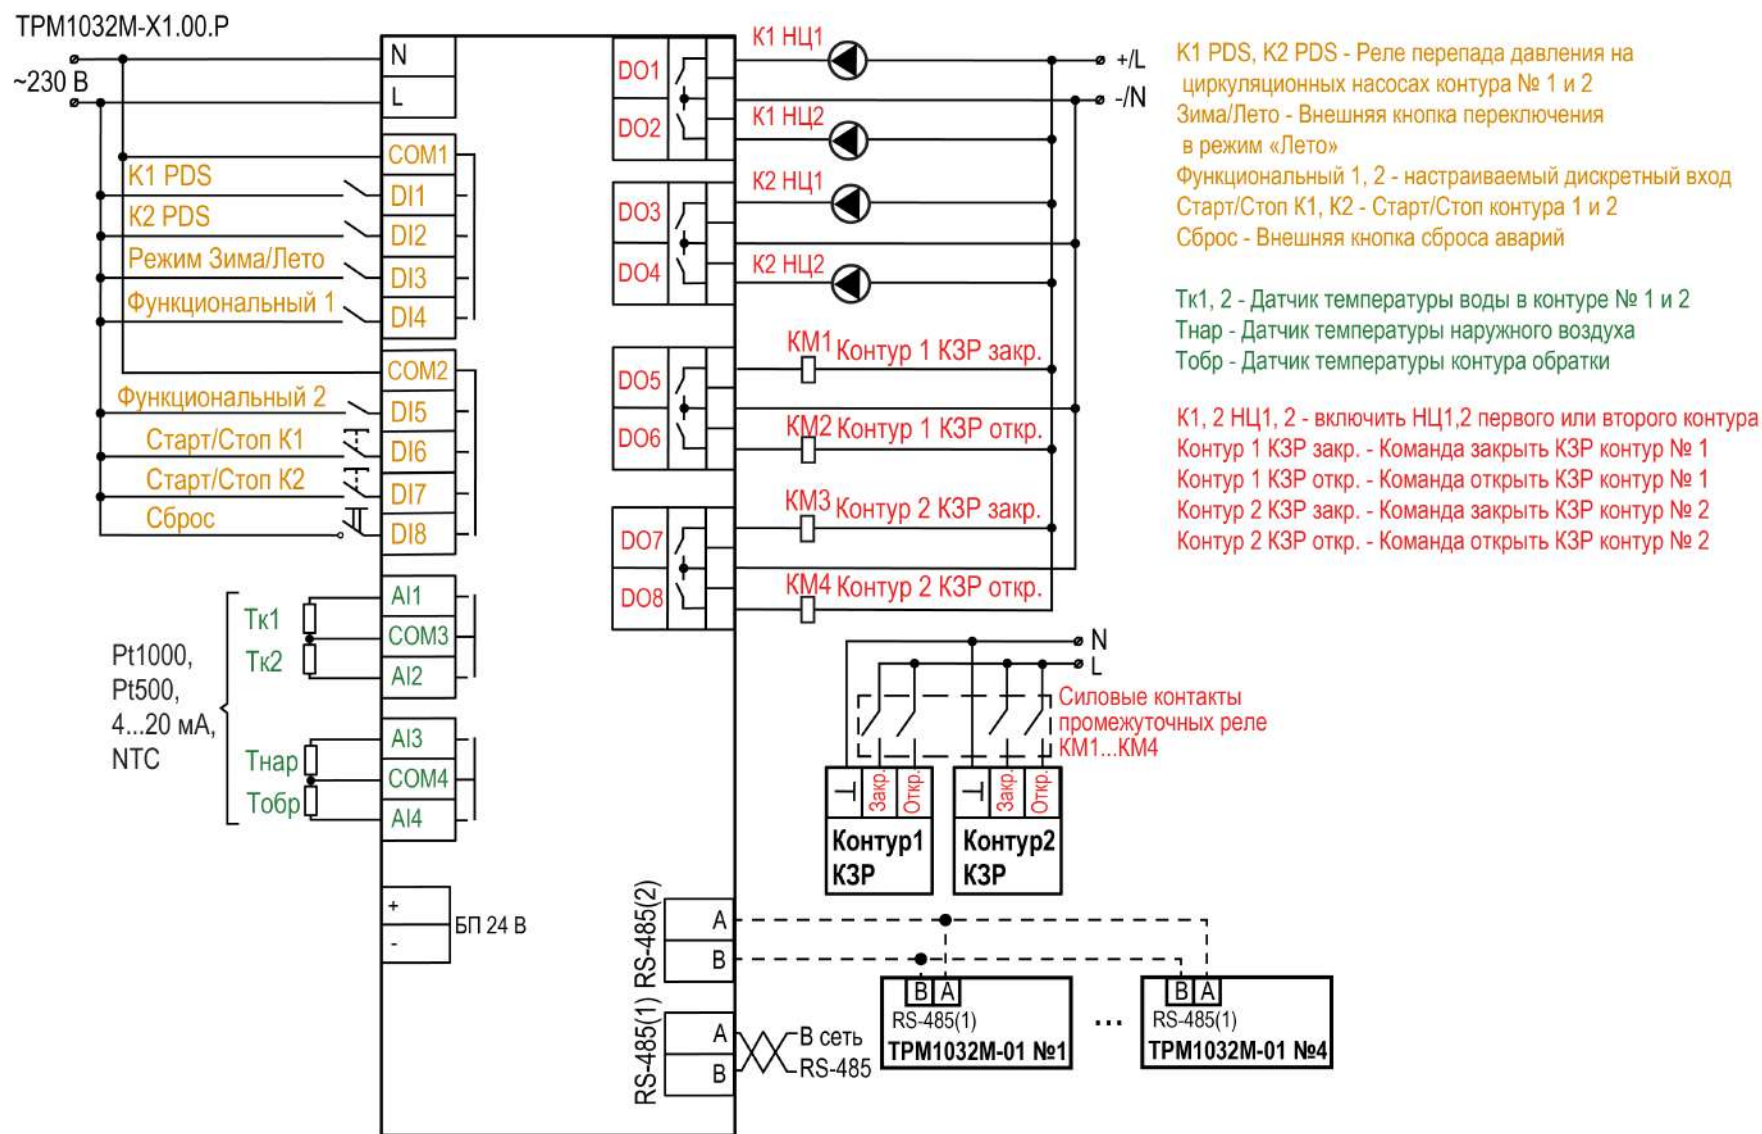 ТРМ1032М-Х1.00.Р
~230 В
N
L
COM1
K1 PDS
DI1
K2 PDS
DI2
Режим Зима/Лето
DI3
Функциональный 1
DI4
COM2
Функциональный 2
DI5
Старт/Стоп К1
DI6
Старт/Стоп К2
DI7
Сброс
DI8
Pt1000,
Pt500,
4...20 мА,
NTC
Тк1
Тк2
AI1
COM3
AI2
Тнар
Тобр
AI3
COM4
AI4
+
-
БП 24 В
DO1
DO2
DO3
DO4
DO5
DO6
DO7
DO8
К1 НЦ1
К1 НЦ2
К2 НЦ1
К2 НЦ2
КМ1 Контур 1 КЗР закр.
КМ2 Контур 1 КЗР откр.
КМ3 Контур 2 КЗР закр.
КМ4 Контур 2 КЗР откр.
+/L
-/N
N
L
Силовые контакты
промежуточных реле
КМ1...КМ4
Закр.
Откр.
Контур1
КЗР
Закр.
Откр.
Контур2
КЗР
RS-485(2)
A
B
RS-485(1)
A
B
В сеть
RS-485
B A
RS-485(1)
ТРМ1032М-01 №1
...
B A
RS-485(1)
ТРМ1032М-01 №4
K1 PDS, K2 PDS - Реле перепада давления на
циркуляционных насосах контура № 1 и 2
Зима/Лето - Внешняя кнопка переключения
в режим «Лето»
Функциональный 1, 2 - настраиваемый дискретный вход
Старт/Стоп К1, К2 - Старт/Стоп контура 1 и 2
Сброс - Внешняя кнопка сброса аварий
Тк1, 2 - Датчик температуры воды в контуре № 1 и 2
Тнар - Датчик температуры наружного воздуха
Тобр - Датчик температуры контура обратки
К1, 2 НЦ1, 2 - включить НЦ1,2 первого или второго контура
Контур 1 КЗР закр. - Команда закрыть КЗР контур № 1
Контур 1 КЗР откр. - Команда открыть КЗР контур № 1
Контур 2 КЗР закр. - Команда закрыть КЗР контур № 2
Контур 2 КЗР откр. - Команда открыть КЗР контур № 2